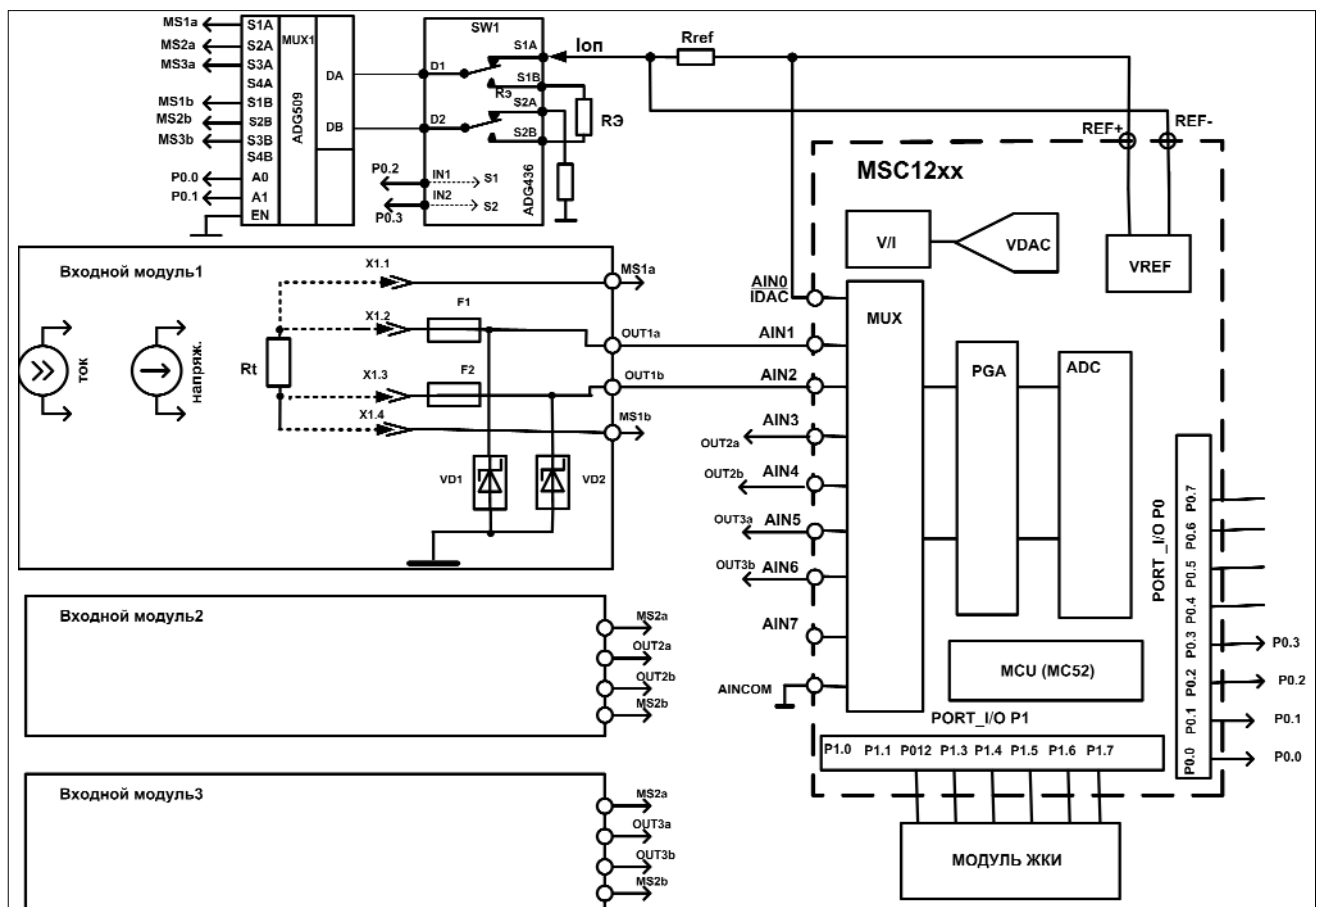 MS1a
MS2a
MS3a
MS1b
MS2b
MS3b
P0.0
P0.1
S1A
S2A
S3A
S4A
S1B
S2B
S3B
S4B
A0
A1
EN
MUX1
ADG509
DA
DB
SW1
D1
D2
S1A
S1B
Rэ
S2A
S2B
IN1
S1
IN2
S2
ADG436
P0.2
P0.3
Iоп
Rref
RЭ
REF+
REF-
MSC12xx
V/I
VDAC
VREF
Входной модуль1
ток
напряж.
Rt
X1.1
X1.2
X1.3
X1.4
F1
F2
VD1
VD2
MS1a
OUT1a
OUT1b
MS1b
AIN0
IDAC
AIN1
AIN2
AIN3
OUT2a
AIN4
OUT2b
AIN5
OUT3a
AIN6
OUT3b
AIN7
AINCOM
MUX
PGA
ADC
MCU (MC52)
PORT_I/O P0
P0.7
P0.6
P0.5
P0.4
P0.3
P0.2
P0.1
P0.0
P0.3
P0.2
P0.1
P0.0
PORT_I/O P1
P1.0 P1.1 P012 P1.3 P1.4 P1.5 P1.6 P1.7
МОДУЛЬ ЖКИ
Входной модуль2
MS2a
OUT2a
OUT2b
MS2b
Входной модуль3
MS2a
OUT3a
OUT3b
MS2b